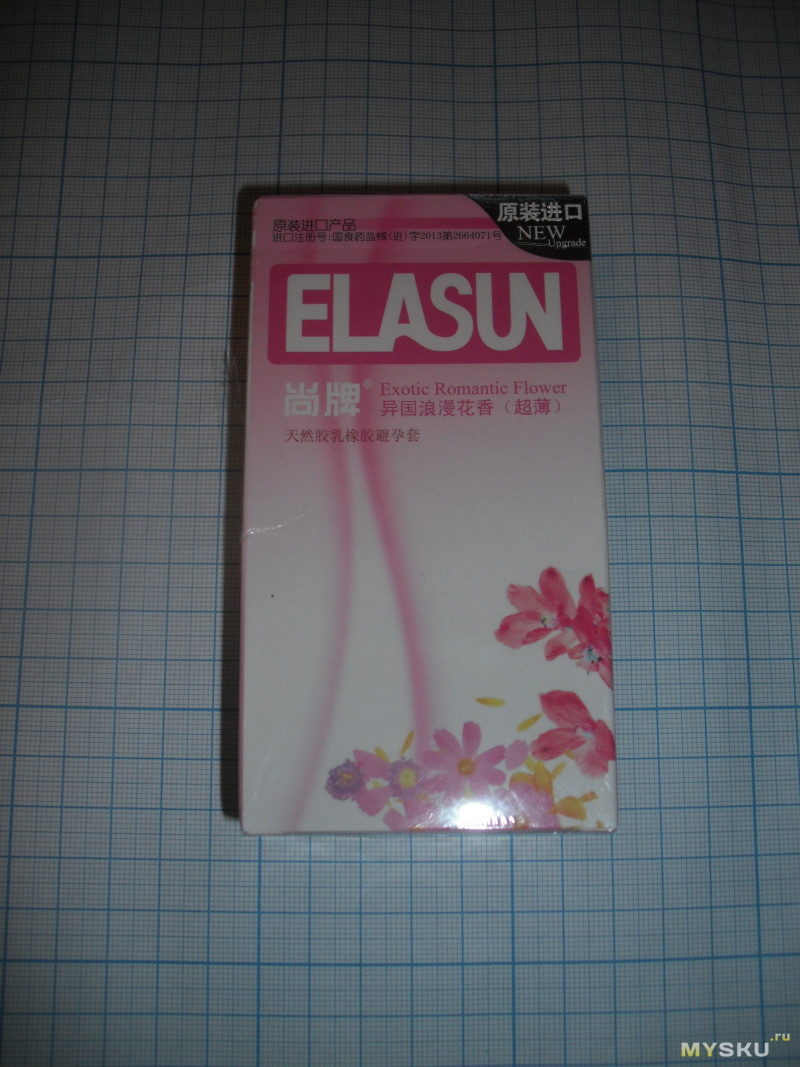 原装进口产品
进口注册号:国食药监械(进)字2013第2664071号
原装进口
NEW
Upgrade
ELASUN
尚牌®
Exotic Romantic Flower
异国浪漫花香(超薄)
天然胶乳橡胶避孕套
MYSKU.ru